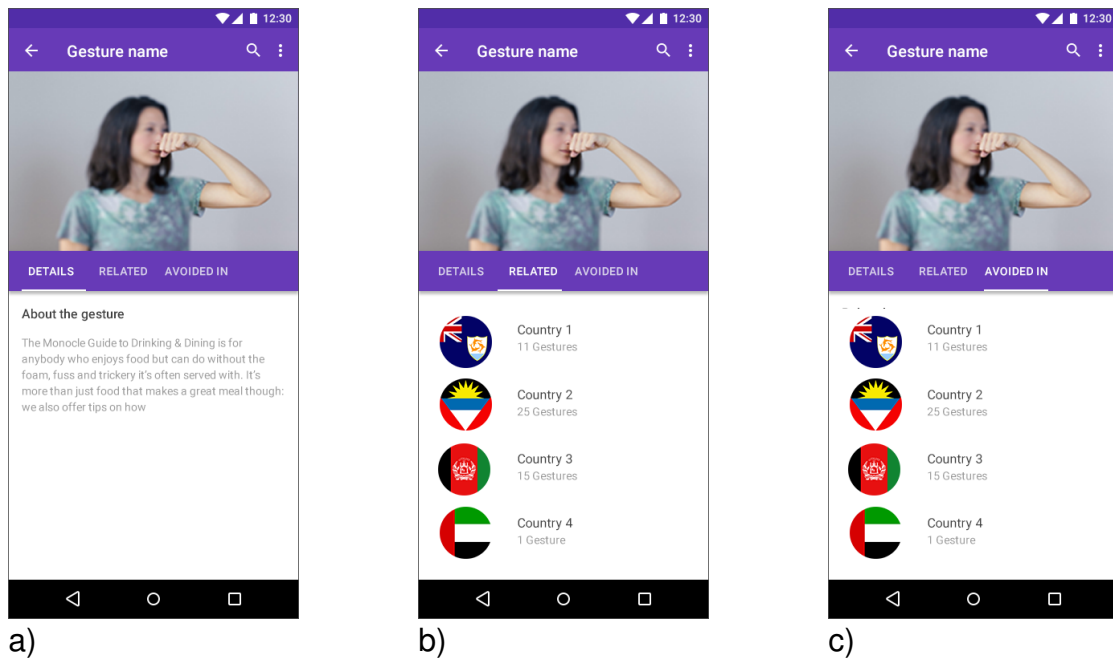 12:30
Gesture name
DETAILS RELATED AVOIDED IN
About the gesture
The Monocle Guide to Drinking & Dining is for
anybody who enjoys food but can do without the
foam, fuss and trickery it's often served with. It's
more than just food that makes a great meal though:
we also offer tips on how
a)
12:30
Gesture name
DETAILS RELATED AVOIDED IN
Country 1
11 Gestures
Country 2
25 Gestures
Country 3
15 Gestures
Country 4
1 Gesture
b)
12:30
Gesture name
DETAILS RELATED AVOIDED IN
Country 1
11 Gestures
Country 2
25 Gestures
Country 3
15 Gestures
Country 4
1 Gesture
c)